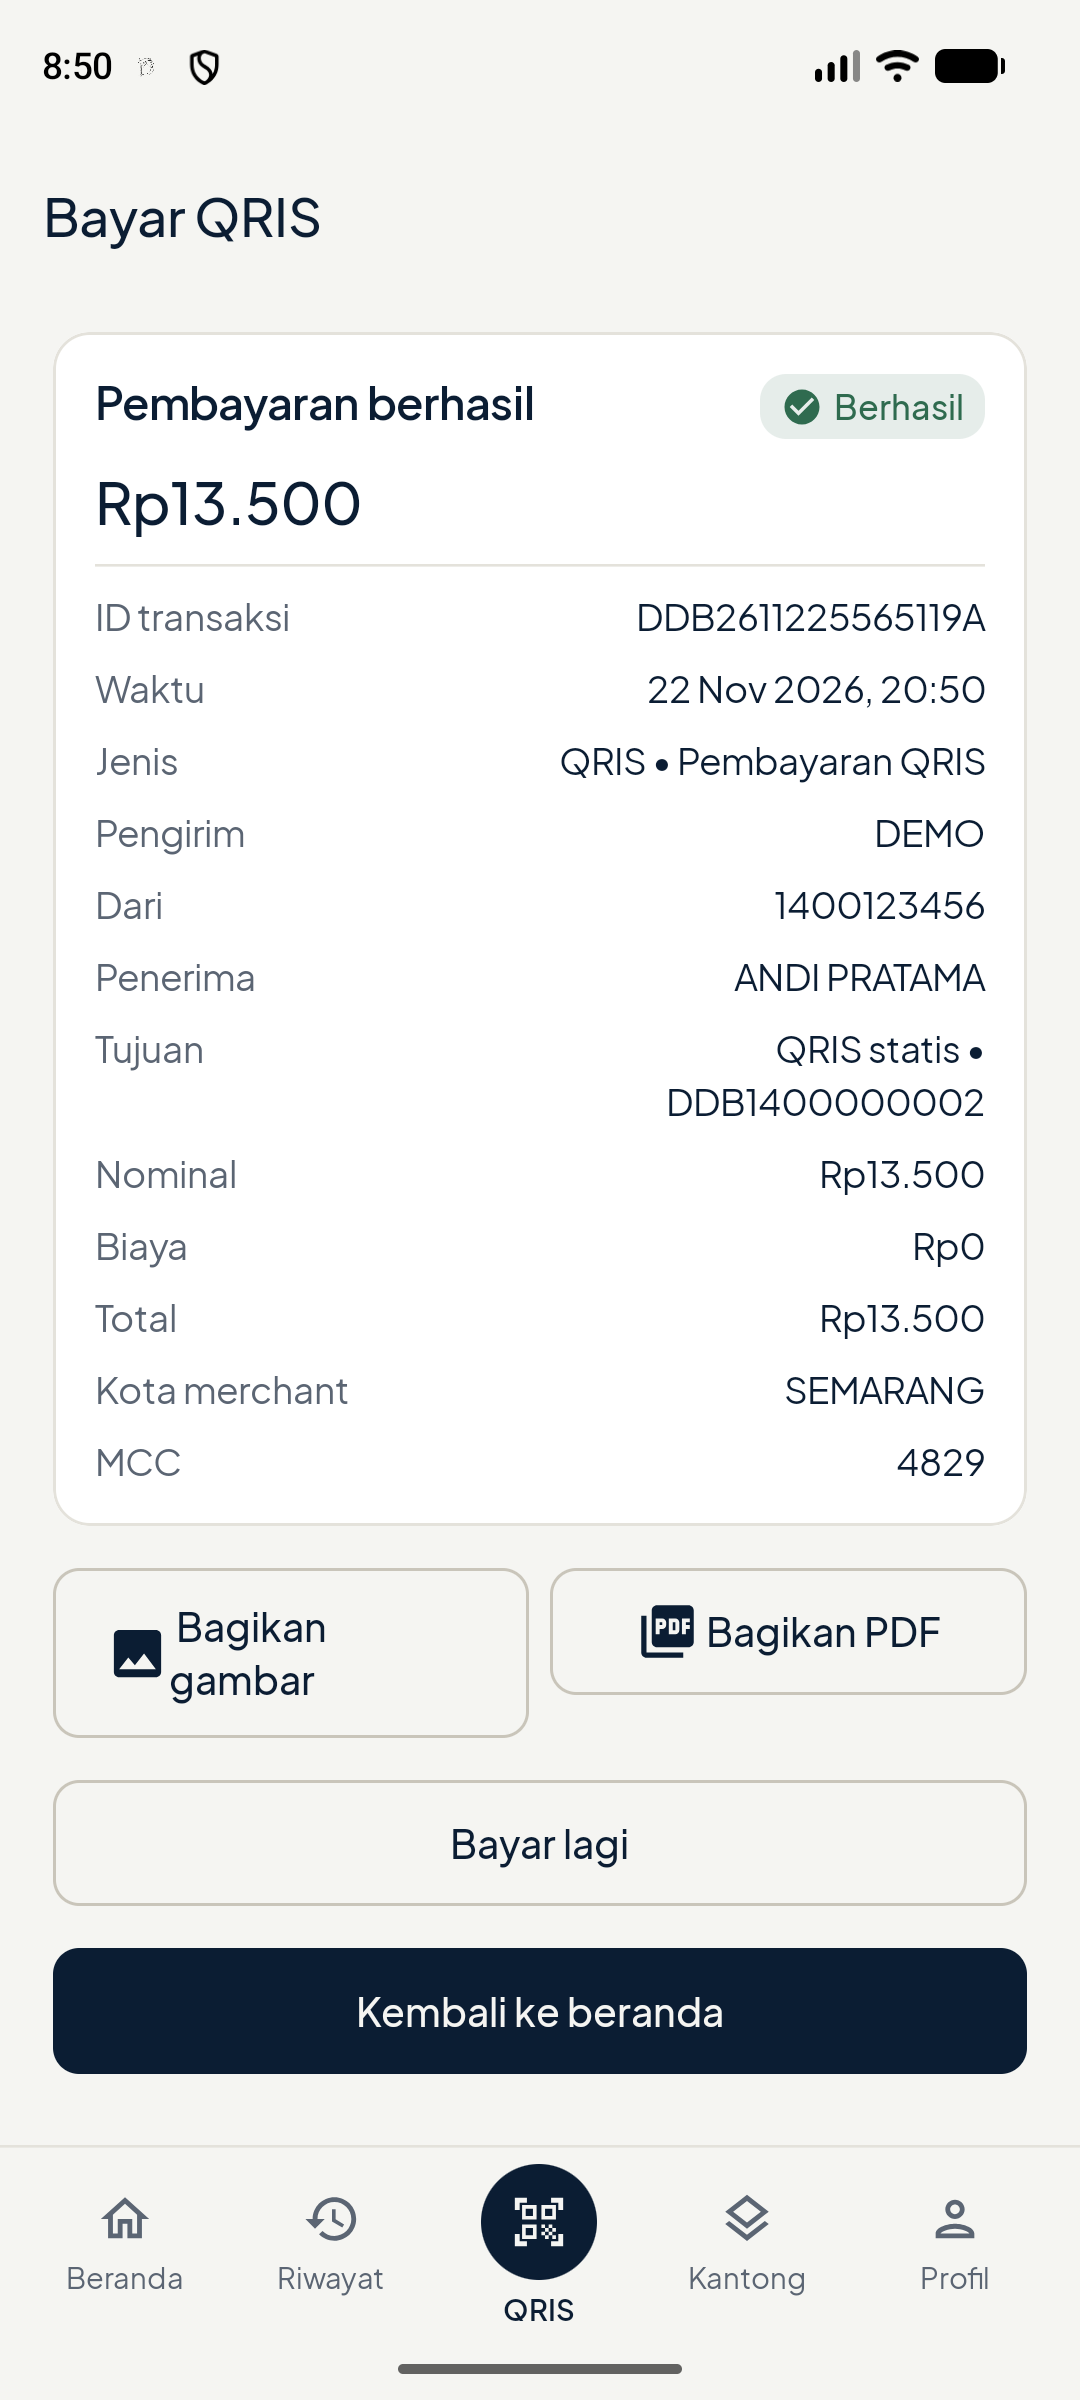 8:50
Bayar QRIS
Pembayaran berhasil
Berhasil
Rp13.500
ID transaksi DDB2611225565119A
Waktu 22 Nov 2026, 20:50
Jenis QRIS • Pembayaran QRIS
Pengirim DEMO
Dari 1400123456
Penerima ANDI PRATAMA
Tujuan QRIS statis •
DDB1400000002
Nominal Rp13.500
Biaya Rp0
Total Rp13.500
Kota merchant SEMARANG
MCC 4829
Bagikan
gambar
PDF Bagikan PDF
Bayar lagi
Kembali ke beranda
Beranda Riwayat QRIS Kantong Profil